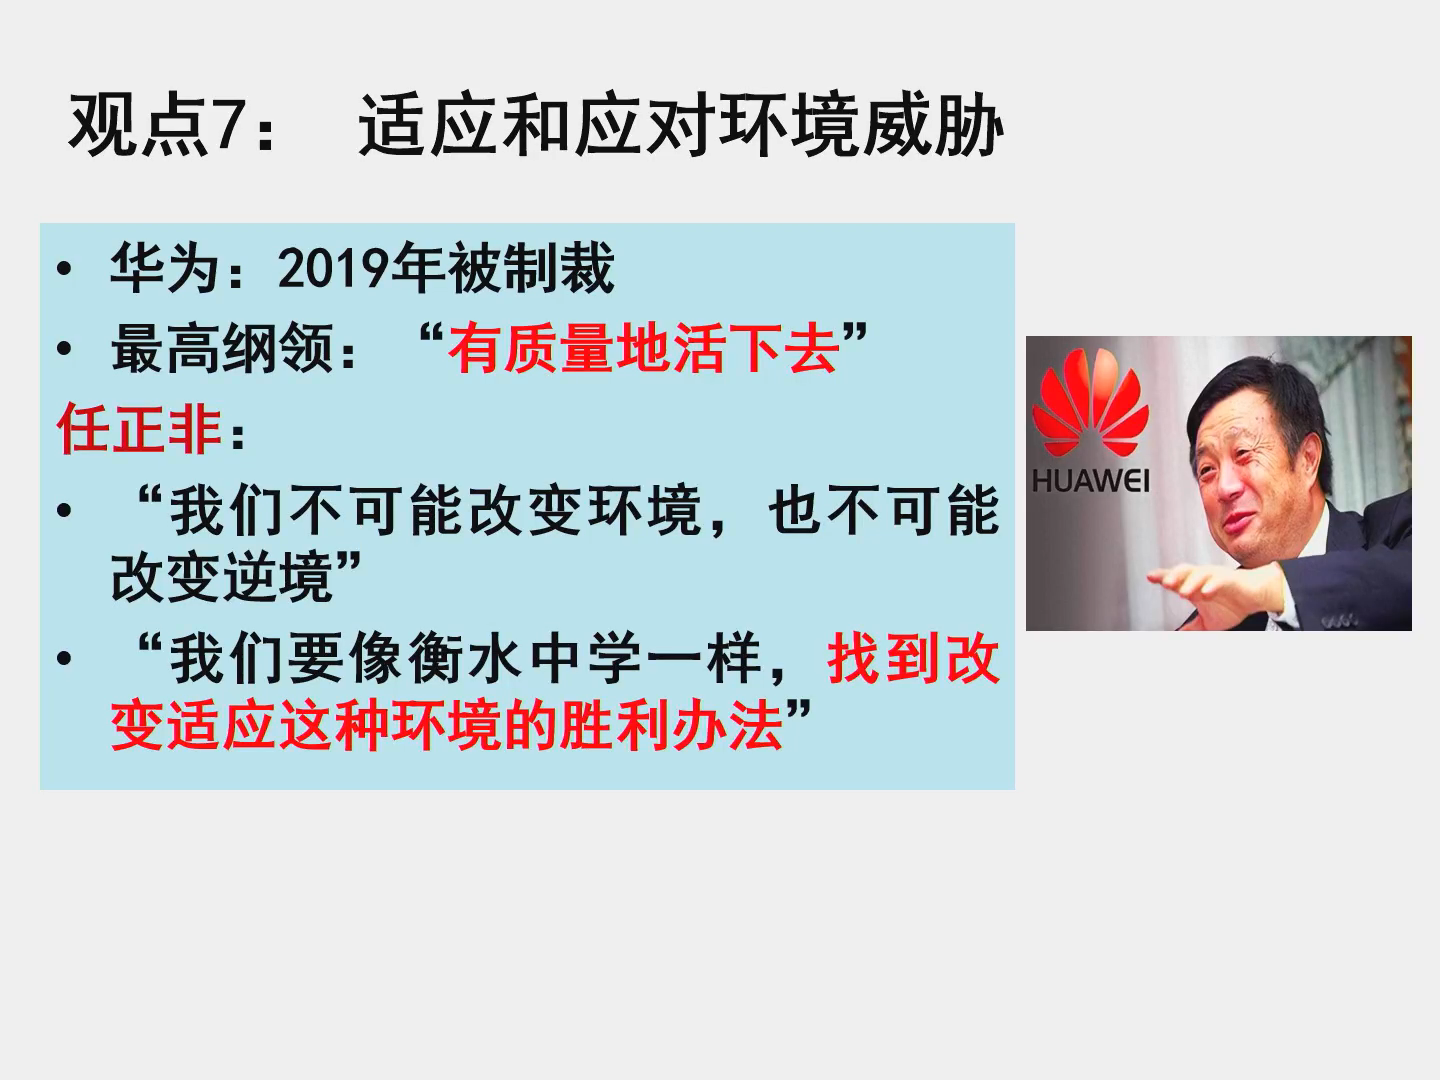 观点7： 适应和应对环境威胁
• 华为：2019年被制裁
• 最高纲领：“有质量地活下去”
任正非：
• “我们不可能改变环境，也不可能
改变逆境”
• “我们要像衡水中学一样，找到改
变适应这种环境的胜利办法”
HUAWEI